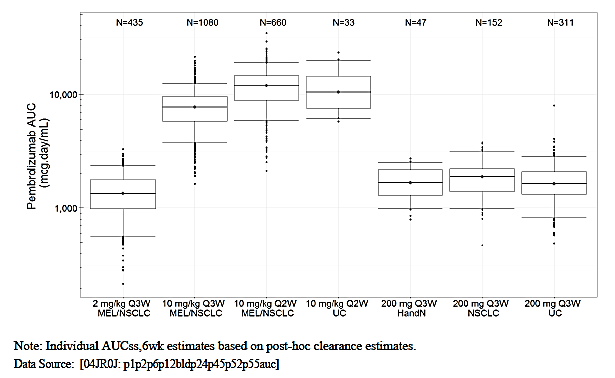 N=435 N=1080 N=660 N=33 N=47 N=152 N=311
Pembrolizumab AUC
(mcg.day/mL)
10,000
1,000
2 mg/kg Q3W 10 mg/kg Q3W 10 mg/kg Q2W 10 mg/kg Q2W 200 mg Q3W 200 mg Q3W 200 mg Q3W
MEL/NSCLC MEL/NSCLC MEL/NSCLC UC HandN NSCLC UC
Note: Individual AUCss,6wk estimates based on post-hoc clearance estimates.
Data Source: [04JR0J: p1p2p6p12bldp24p45p52p55auc]